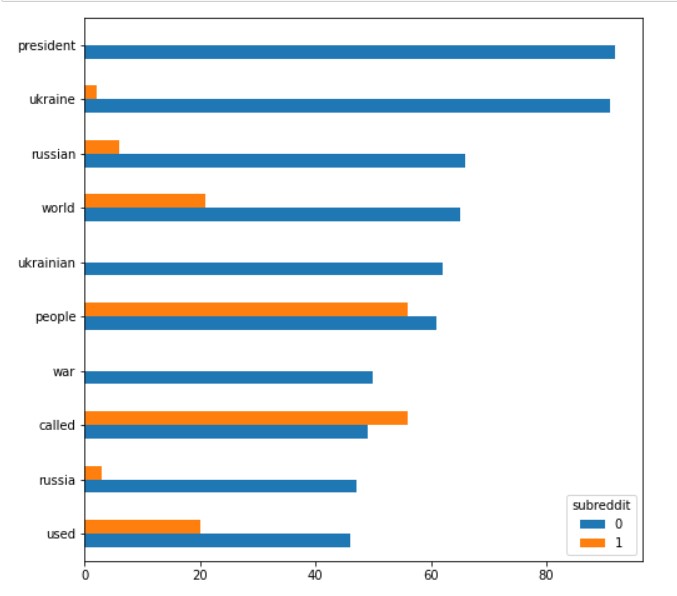 president
ukraine
russian
world
ukrainian
people
war
called
russia
used
subreddit
0
1
0 20 40 60 80